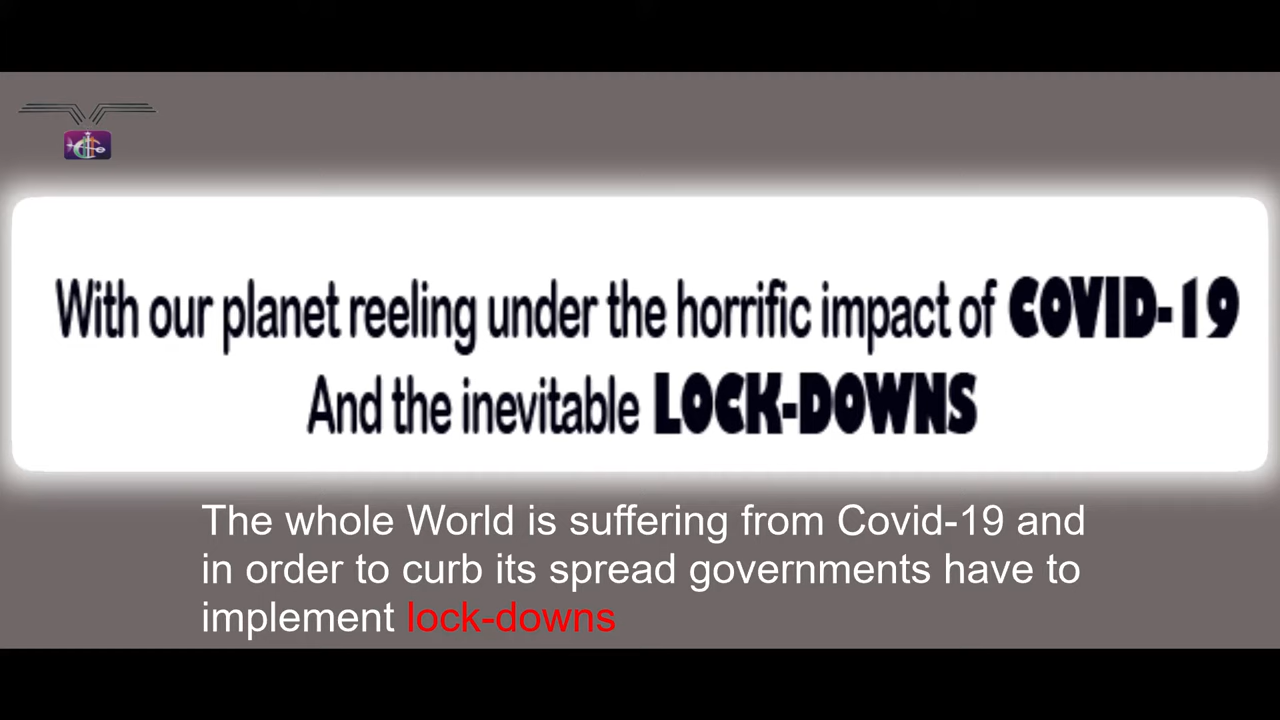 With our planet reeling under the horrific impact of COVID-19
And the inevitable LOCK-DOWNS
The whole World is suffering from Covid-19 and
in order to curb its spread governments have to
implement lock-downs